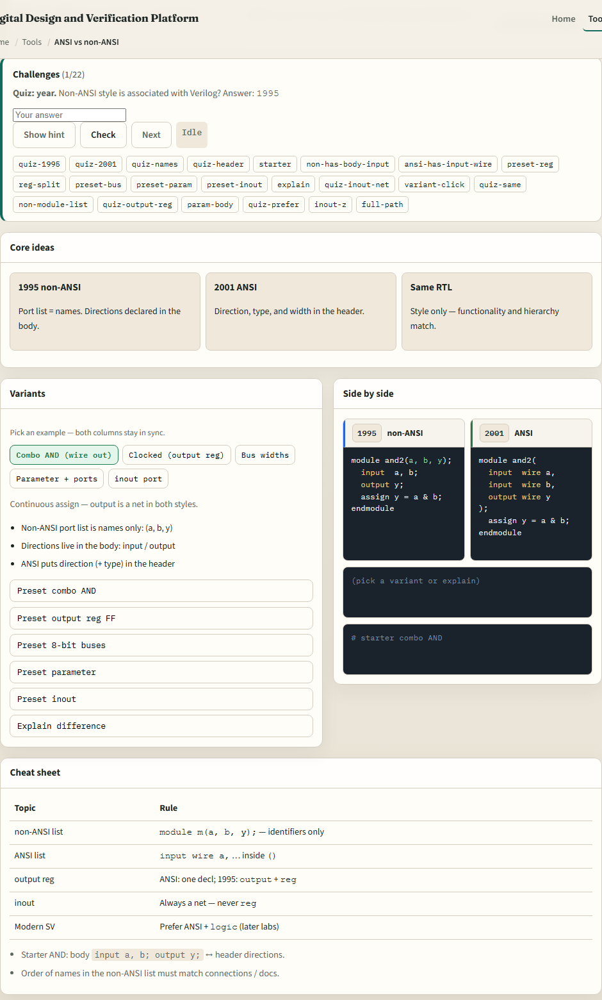 gital Design and Verification Platform
Home Too
me / Tools / ANSI vs non-ANSI
Challenges (1/22)
Quiz: year. Non-ANSI style is associated with Verilog? Answer: 1995
Your answer
Show hint Check Next Idle
quiz-1995 quiz-2001 quiz-names quiz-header starter non-has-body-input ansi-has-input-wire preset-reg
reg-split preset-bus preset-param preset-inout explain quiz-inout-net variant-click quiz-same
non-module-list quiz-output-reg param-body quiz-prefer inout-z full-path
Core ideas
1995 non-ANSI
Port list = names. Directions declared in the
body.
2001 ANSI
Direction, type, and width in the header.
Same RTL
Style only — functionality and hierarchy
match.
Variants
Pick an example — both columns stay in sync.
Combo AND (wire out) Clocked (output reg) Bus widths
Parameter + ports inout port
Continuous assign — output is a net in both styles.
• Non-ANSI port list is names only: (a, b, y)
• Directions live in the body: input / output
• ANSI puts direction (+ type) in the header
Preset combo AND
Preset output reg FF
Preset 8-bit buses
Preset parameter
Preset inout
Explain difference
Side by side
1995 non-ANSI
module and2(a, b, y);
  input  a, b;
  output y;
  assign y = a & b;
endmodule
2001 ANSI
module and2(
  input  wire a,
  input  wire b,
  output wire y
);
  assign y = a & b;
endmodule
(pick a variant or explain)
# starter combo AND
Cheat sheet
Topic Rule
non-ANSI list module m(a, b, y); — identifiers only
ANSI list input wire a, … inside ()
output reg ANSI: one decl; 1995: output + reg
inout Always a net — never reg
Modern SV Prefer ANSI + logic (later labs)
• Starter AND: body input a, b; output y; ↔ header directions.
• Order of names in the non-ANSI list must match connections / docs.